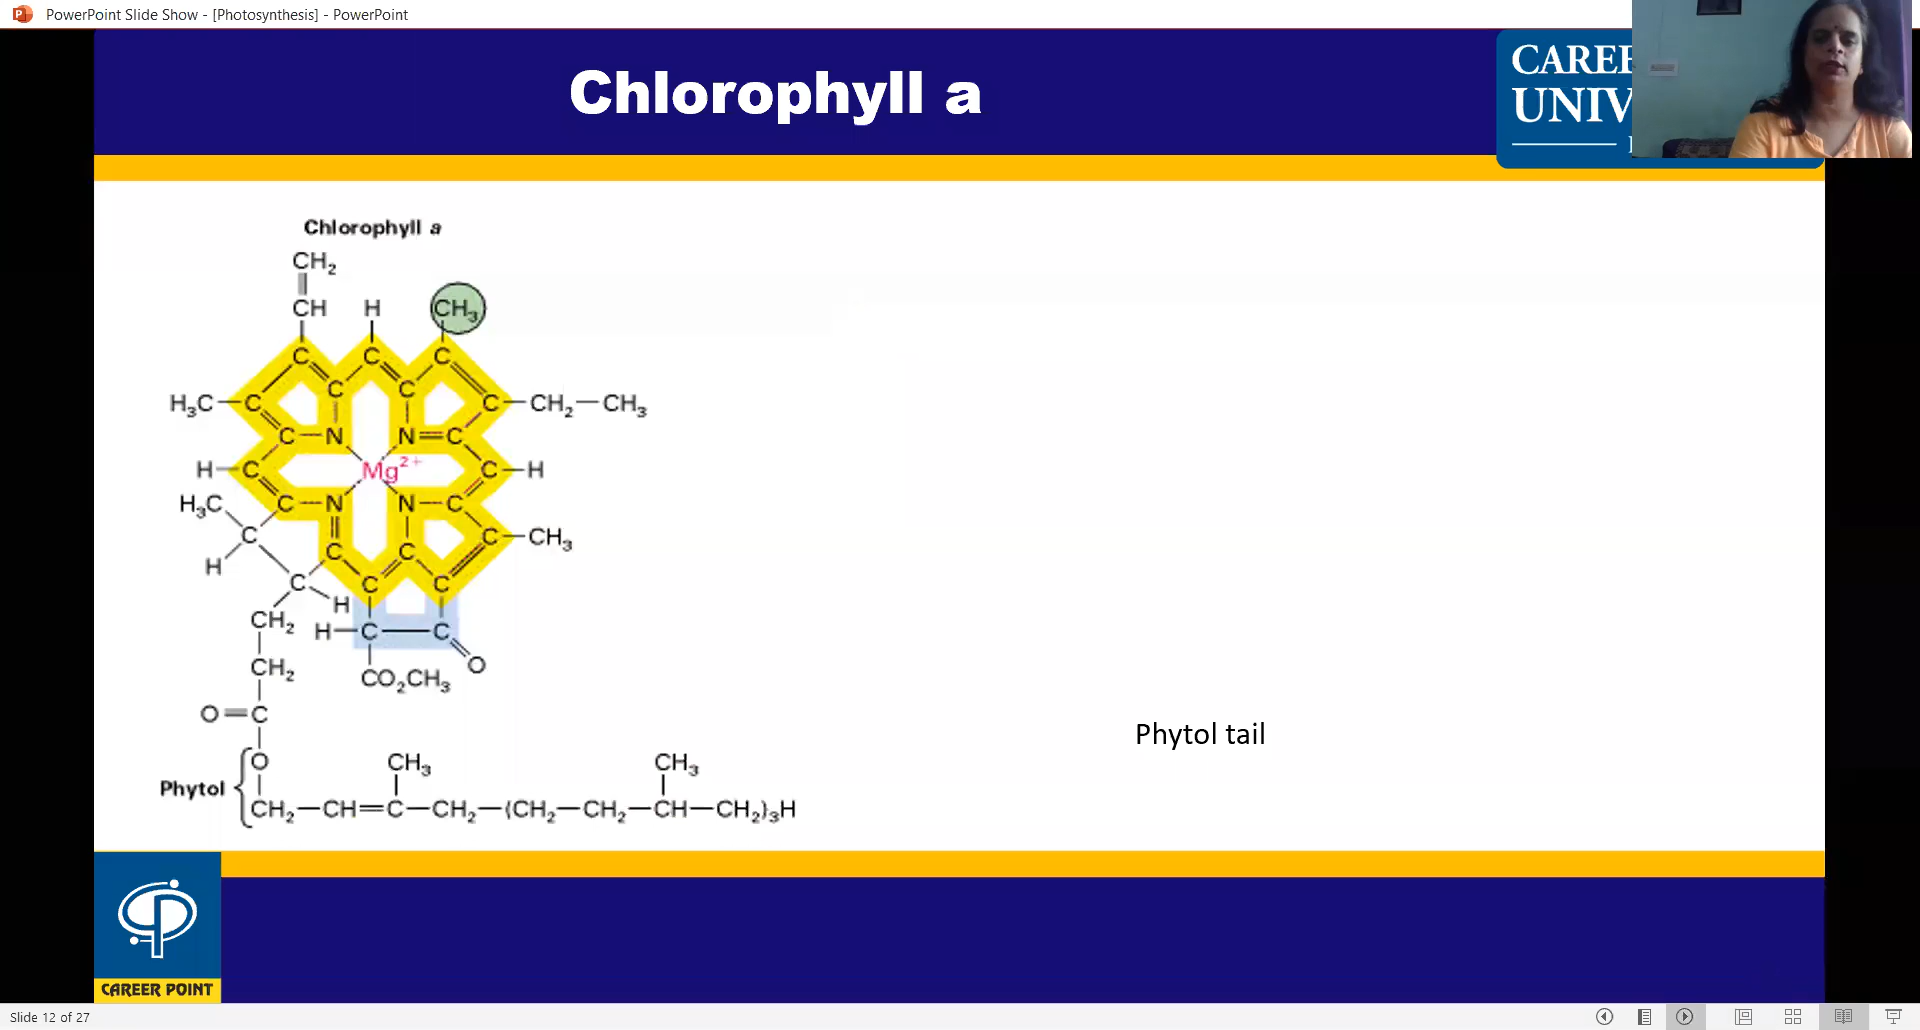 PowerPoint Slide Show - [Photosynthesis] - PowerPoint
Chlorophyll a
CAREE
UNIV
Chlorophyll a
CH₂
CH H CH₃
C C C
C C
H₃C C C CH₂ CH₃
C N N C
Mg²⁺
H C C H
H₃C C N N C
C C CH₃
C C
H
C C C
H
CH₂ H C C
O
CH₂ CO₂CH₃
O C
Phytol tail
O CH₃ CH₃
Phytol
CH₂—CH=C—CH₂—(CH₂—CH₂—CH—CH₂)₃H
CAREER POINT
Slide 12 of 27